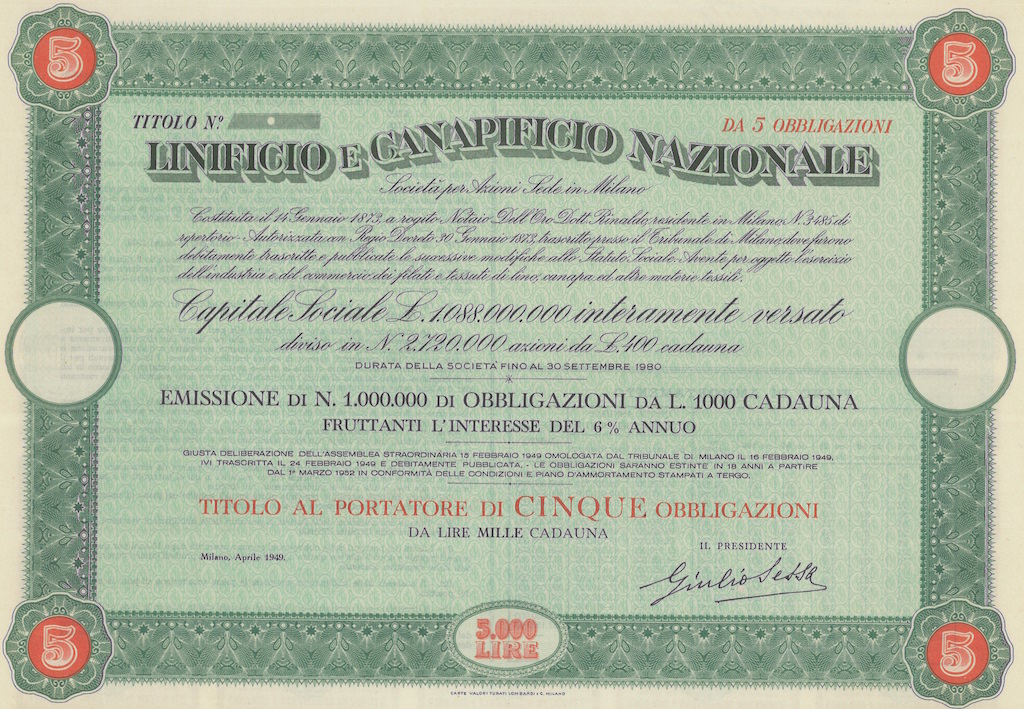 5
5
TITOLO Nº
DA 5 OBBLIGAZIONI
LINIFICIO E CANAPIFICIO NAZIONALE
Società per Azioni Sede in Milano
Costituita il 14 Gennaio 1873, a rogito Notaio Dell'Oro Dott. Rinaldo, residente in Milano, N. 3485 di
repertorio - Autorizzata con Regio Decreto 30 Gennaio 1873, trascritto presso il Tribunale di Milano, dove furono
debitamente trascritte e pubblicate le successive modifiche allo Statuto Sociale. Avente per oggetto l'esercizio
dell'industria e del commercio dei filati e tessuti di lino, canapa ed altre materie tessili.
Capitale Sociale L. 1.088.000.000 interamente versato
diviso in N. 2.720.000 azioni da L. 400 cadauna
DURATA DELLA SOCIETÀ FINO AL 30 SETTEMBRE 1980
EMISSIONE DI N. 1.000.000 DI OBBLIGAZIONI DA L. 1000 CADAUNA
FRUTTANTI L'INTERESSE DEL 6% ANNUO
GIUSTA DELIBERAZIONE DELL'ASSEMBLEA STRAORDINARIA 15 FEBBRAIO 1949 OMOLOGATA DAL TRIBUNALE DI MILANO IL 16 FEBBRAIO 1949,
IVI TRASCRITTA IL 24 FEBBRAIO 1949 E DEBITAMENTE PUBBLICATA. - LE OBBLIGAZIONI SARANNO ESTINTE IN 18 ANNI A PARTIRE
DAL 1º MARZO 1952 IN CONFORMITÀ DELLE CONDIZIONI E PIANO D'AMMORTAMENTO STAMPATI A TERGO.
TITOLO AL PORTATORE DI CINQUE OBBLIGAZIONI
DA LIRE MILLE CADAUNA
IL PRESIDENTE
Milano, Aprile 1949.
Giulio Sessa
5
5.000
LIRE
5
CARTE VALORI TURATI LOMBARDI & C. MILANO